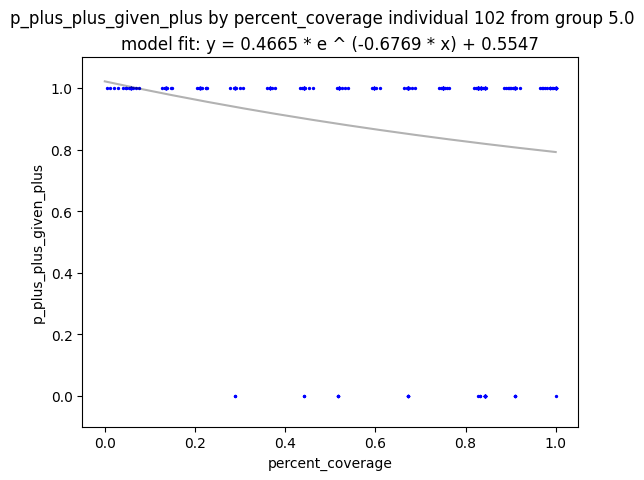 p_plus_plus_given_plus by percent_coverage individual 102 from group 5.0
model fit: y = 0.4665 * e ^ (-0.6769 * x) + 0.5547
1.0
0.8
0.6
0.4
0.2
0.0
p_plus_plus_given_plus
0.0 0.2 0.4 0.6 0.8 1.0
percent_coverage